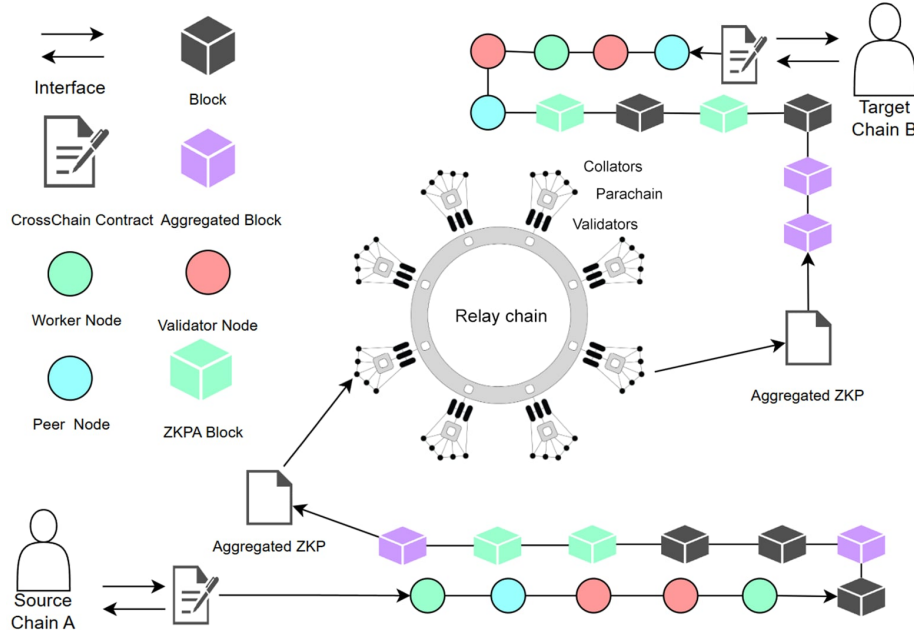 Interface
Block
CrossChain Contract
Aggregated Block
Worker Node
Validator Node
Peer Node
ZKPA Block
Target
Chain B
Collators
Parachain
Validators
Relay chain
Aggregated ZKP
Aggregated ZKP
Source
Chain A